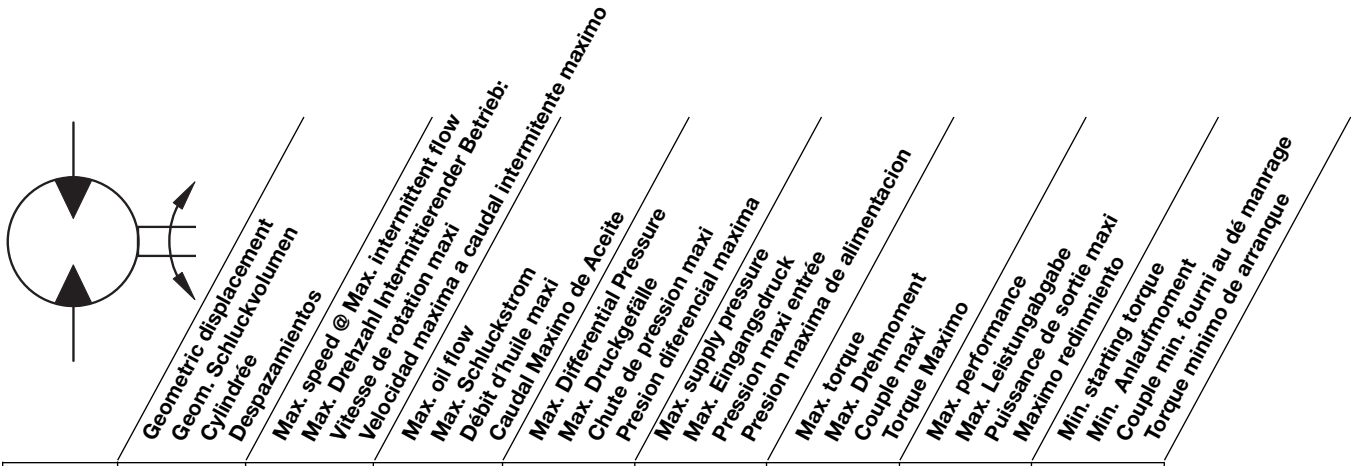 Geometric displacement
Geom. Schluckvolumen
Cylindrée
Despazamientos
Max. speed @ Max. intermittent flow
Max. Drehzahl Intermittierender Betrieb:
Vitesse de rotation maxi
Velocidad maxima a caudal intermitente maximo
Max. oil flow
Max. Schluckstrom
Débit d'huile maxi
Caudal Maximo de Aceite
Max. Differential Pressure
Max. Druckgefälle
Chute de pression maxi
Presion diferencial maxima
Max. supply pressure
Max. Eingangsdruck
Pression maxi entrée
Presion maxima de alimentacion
Max. torque
Max. Drehmoment
Couple maxi
Torque Maximo
Max. performance
Max. Leistungabgabe
Puissance de sortie maxi
Maximo redinmiento
Min. starting torque
Min. Anlaufmoment
Couple min. fourni au dé manrage
Torque minimo de arranque